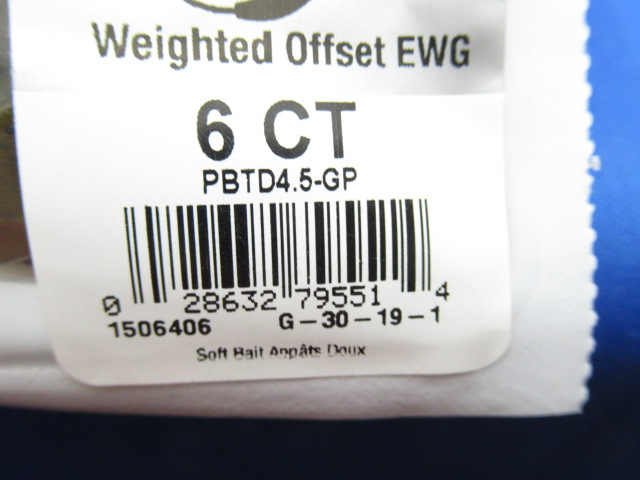 Weighted Offset EWG
6 CT
PBTD4.5-GP
0 28632 79551 4
1506406 G-30-19-1
Soft Bait Appâts Doux